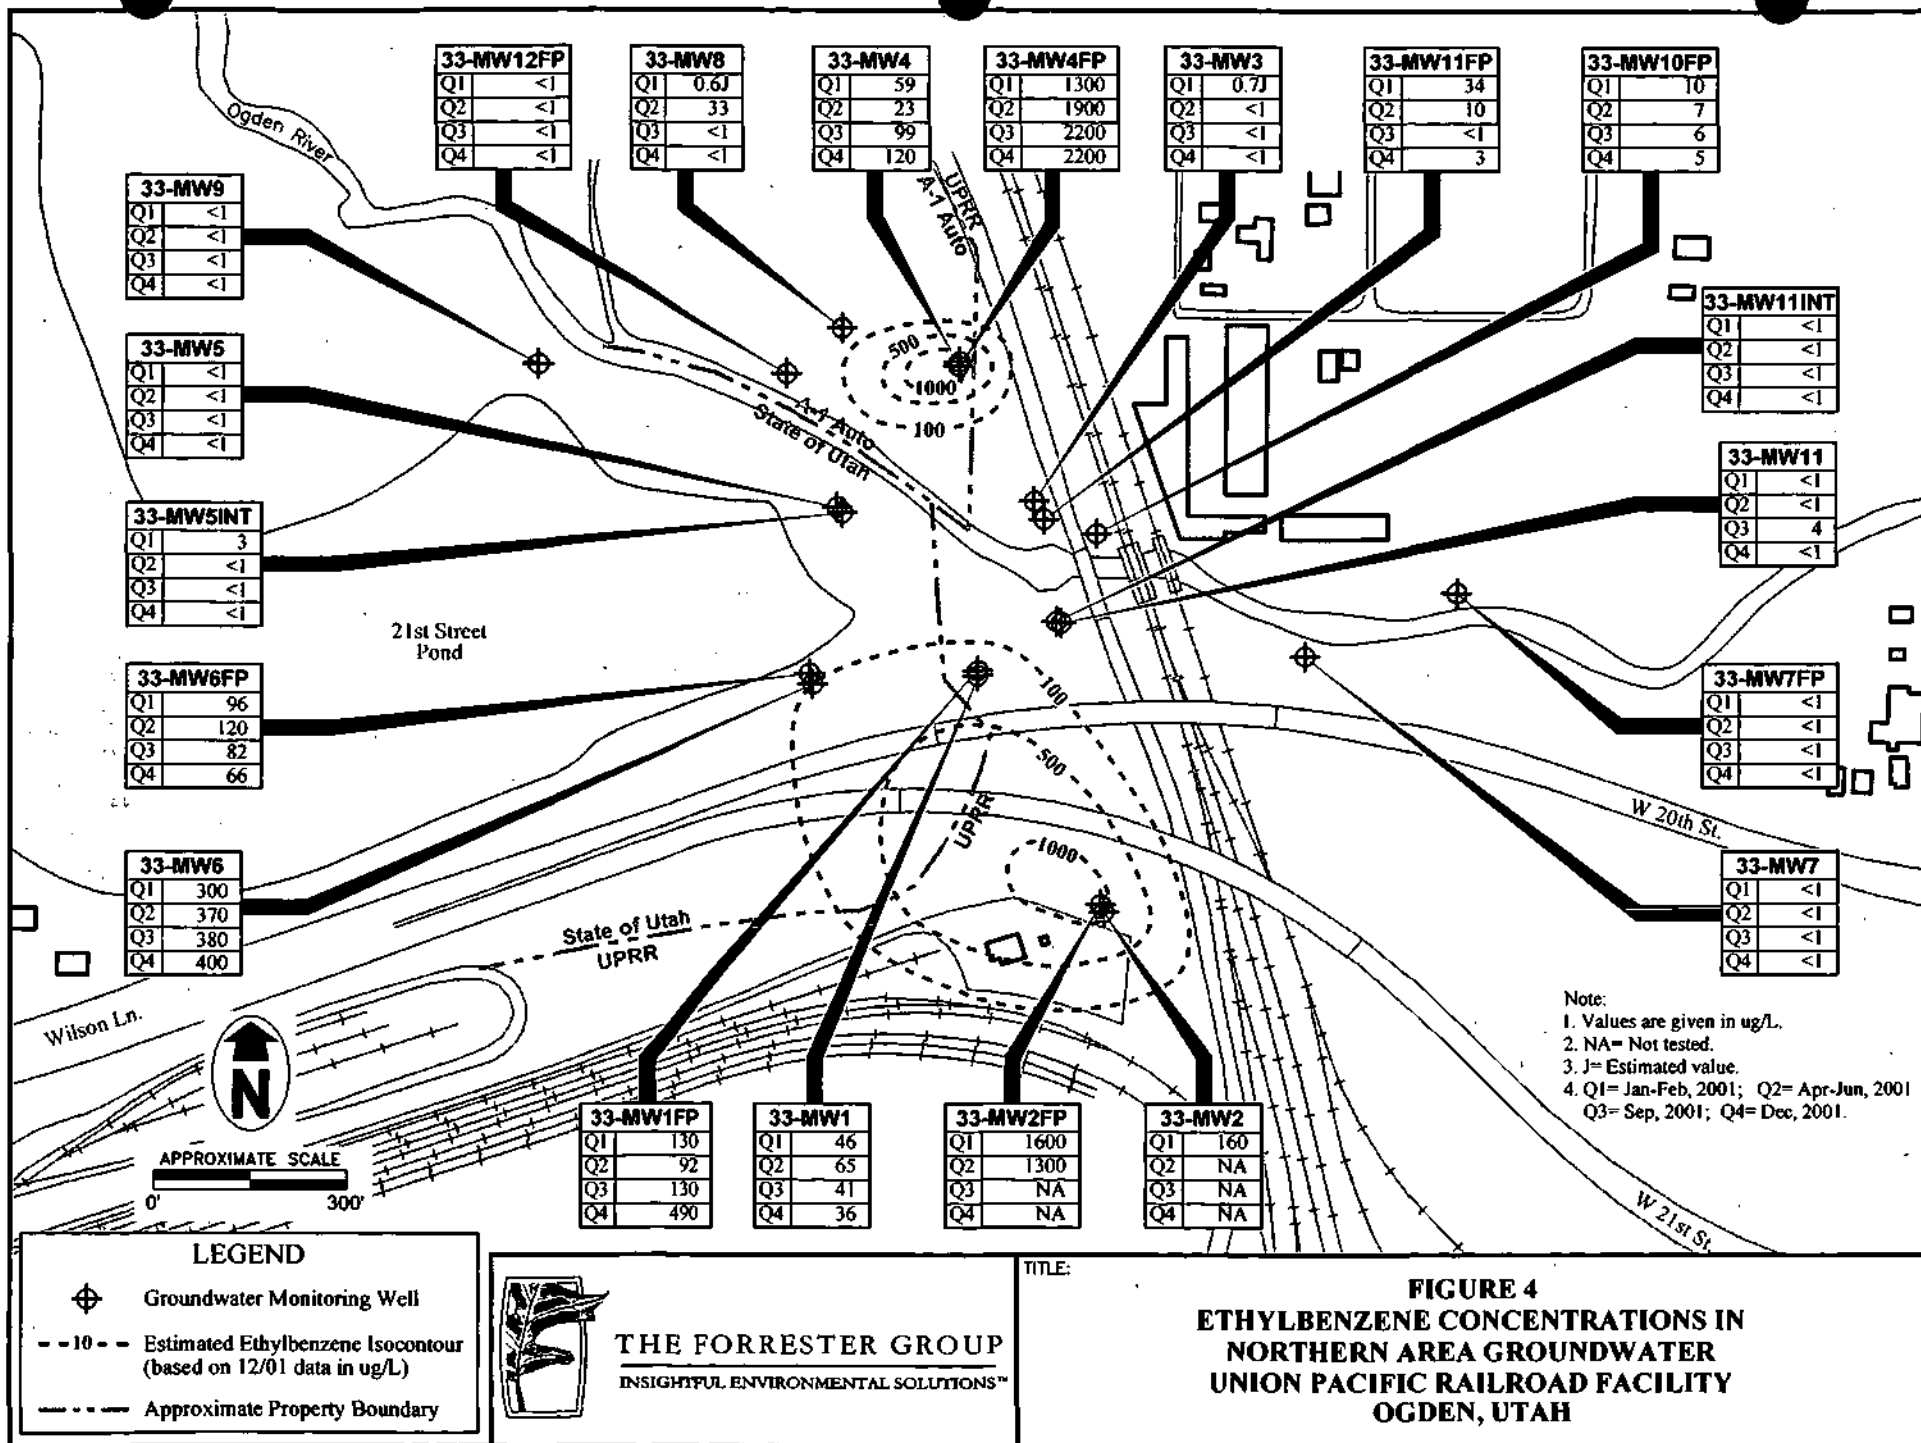 33-MW12FP
Q1 <1
Q2 <1
Q3 <1
Q4 <1
33-MW8
Q1 0.6J
Q2 33
Q3 <1
Q4 <1
33-MW4
Q1 59
Q2 23
Q3 99
Q4 120
33-MW4FP
Q1 1300
Q2 1900
Q3 2200
Q4 2200
33-MW3
Q1 0.7J
Q2 <1
Q3 <1
Q4 <1
33-MW11FP
Q1 34
Q2 10
Q3 <1
Q4 3
33-MW10FP
Q1 10
Q2 7
Q3 6
Q4 5
Ogden River
UPRR
A-1 Auto
33-MW9
Q1 <1
Q2 <1
Q3 <1
Q4 <1
33-MW11INT
Q1 <1
Q2 <1
Q3 <1
Q4 <1
33-MW5
Q1 <1
Q2 <1
Q3 <1
Q4 <1
500
1000
100
A-1 Auto
State of Utah
33-MW11
Q1 <1
Q2 <1
Q3 4
Q4 <1
33-MW5INT
Q1 3
Q2 <1
Q3 <1
Q4 <1
21st Street
Pond
33-MW6FP
Q1 96
Q2 120
Q3 82
Q4 66
33-MW7FP
Q1 <1
Q2 <1
Q3 <1
Q4 <1
100
500
1000
UPRR
W 20th St.
33-MW6
Q1 300
Q2 370
Q3 380
Q4 400
33-MW7
Q1 <1
Q2 <1
Q3 <1
Q4 <1
State of Utah
UPRR
Wilson Ln.
N
APPROXIMATE SCALE
0' 300'
Note:
1. Values are given in ug/L.
2. NA= Not tested.
3. J= Estimated value.
4. Q1= Jan-Feb, 2001; Q2= Apr-Jun, 2001
Q3= Sep, 2001; Q4= Dec, 2001.
33-MW1FP
Q1 130
Q2 92
Q3 130
Q4 490
33-MW1
Q1 46
Q2 65
Q3 41
Q4 36
33-MW2FP
Q1 1600
Q2 1300
Q3 NA
Q4 NA
33-MW2
Q1 160
Q2 NA
Q3 NA
Q4 NA
W 21st St.
LEGEND
Groundwater Monitoring Well
10 Estimated Ethylbenzene Isocontour
(based on 12/01 data in ug/L)
Approximate Property Boundary
THE FORRESTER GROUP
INSIGHTFUL ENVIRONMENTAL SOLUTIONS™
TITLE:
FIGURE 4
ETHYLBENZENE CONCENTRATIONS IN
NORTHERN AREA GROUNDWATER
UNION PACIFIC RAILROAD FACILITY
OGDEN, UTAH